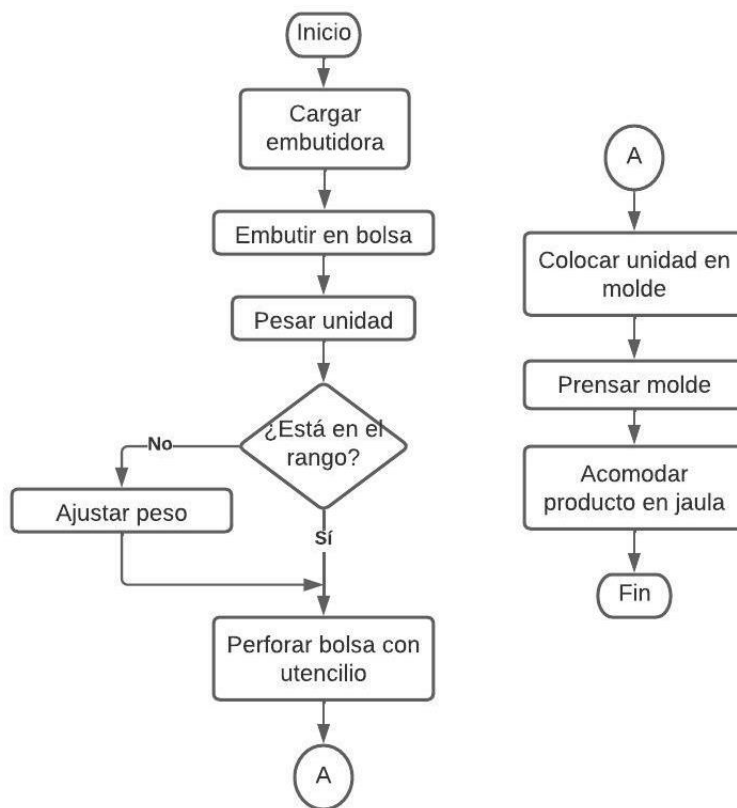 Inicio
Cargar
embutidora
Embutir en bolsa
Pesar unidad
¿Está en el
rango?
No
Ajustar peso
Sí
Perforar bolsa con
utencilio
A
A
Colocar unidad en
molde
Prensar molde
Acomodar
producto en jaula
Fin